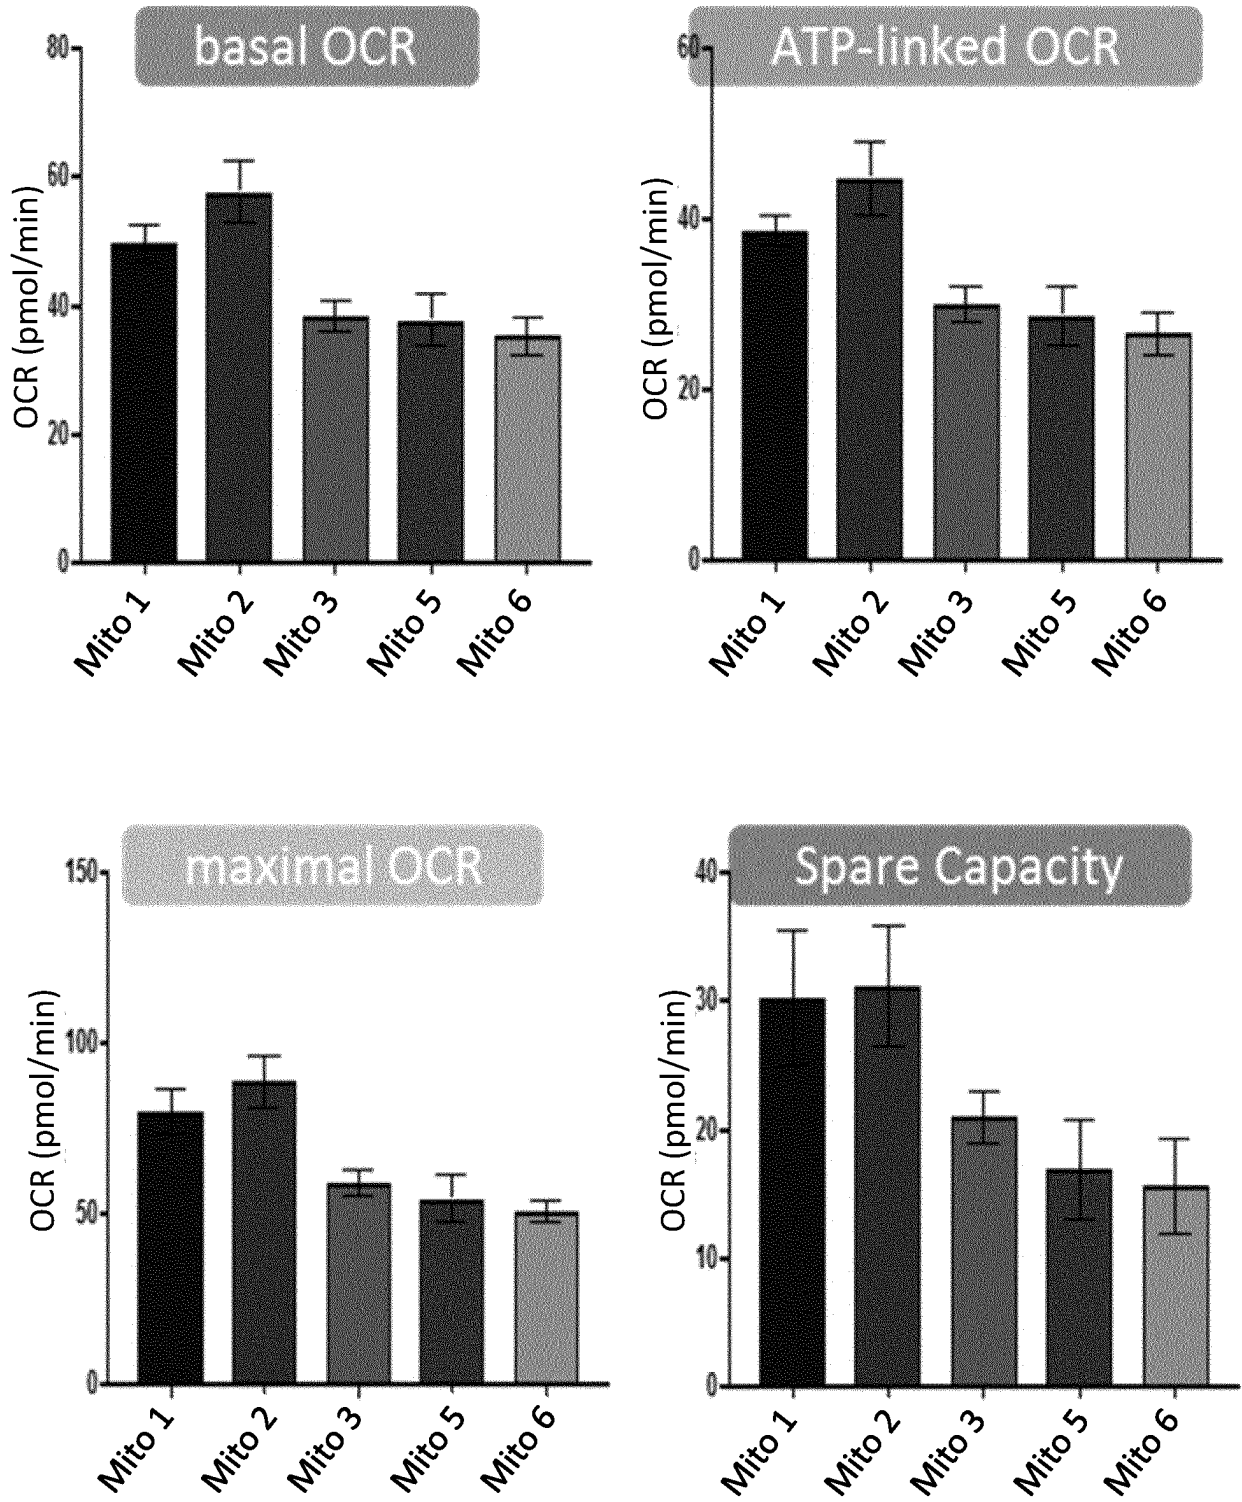 basal OCR
80
60
40
20
0
OCR (pmol/min)
Mito 1
Mito 2
Mito 3
Mito 5
Mito 6
ATP-linked OCR
60
40
20
0
OCR (pmol/min)
Mito 1
Mito 2
Mito 3
Mito 5
Mito 6
maximal OCR
150
100
50
0
OCR (pmol/min)
Mito 1
Mito 2
Mito 3
Mito 5
Mito 6
Spare Capacity
40
30
20
10
0
OCR (pmol/min)
Mito 1
Mito 2
Mito 3
Mito 5
Mito 6